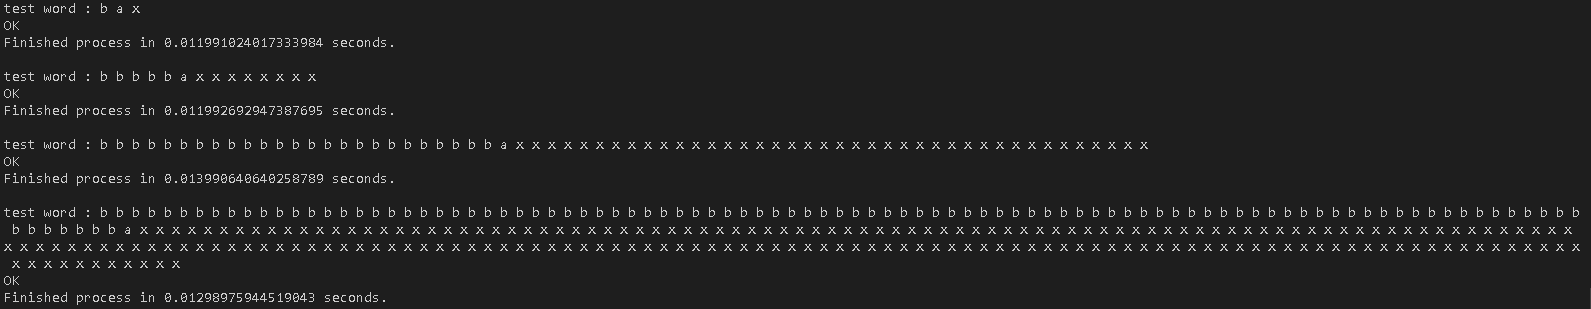 test word : b a x
OK
Finished process in 0.011991024017333984 seconds.
test word : b b b b b a x x x x x x x x
OK
Finished process in 0.011992692947387695 seconds.
test word : b b b b b b b b b b b b b b b b b b b b b b b b b a x x x x x x x x x x x x x x x x x x x x x x x x x x x x x x x x x x x x x x x x
OK
Finished process in 0.013990640640258789 seconds.
test word : b b b b b b b b b b b b b b b b b b b b b b b b b b b b b b b b b b b b b b b b b b b b b b b b b b b b b b b b b b b b b b b b b b b b b b b b b b b b b b b b b b b b b b b b b b b b b
b b b b b b b a x x x x x x x x x x x x x x x x x x x x x x x x x x x x x x x x x x x x x x x x x x x x x x x x x x x x x x x x x x x x x x x x x x x x x x x x x x x x x x x x x x x x x x x x x x
x x x x x x x x x x x x x x x x x x x x x x x x x x x x x x x x x x x x x x x x x x x x x x x x x x x x x x x x x x x x x x x x x x x x x x x x x x x x x x x x x x x x x x x x x x x x x x x x x x x
x x x x x x x x x x x
OK
Finished process in 0.01298975944519043 seconds.